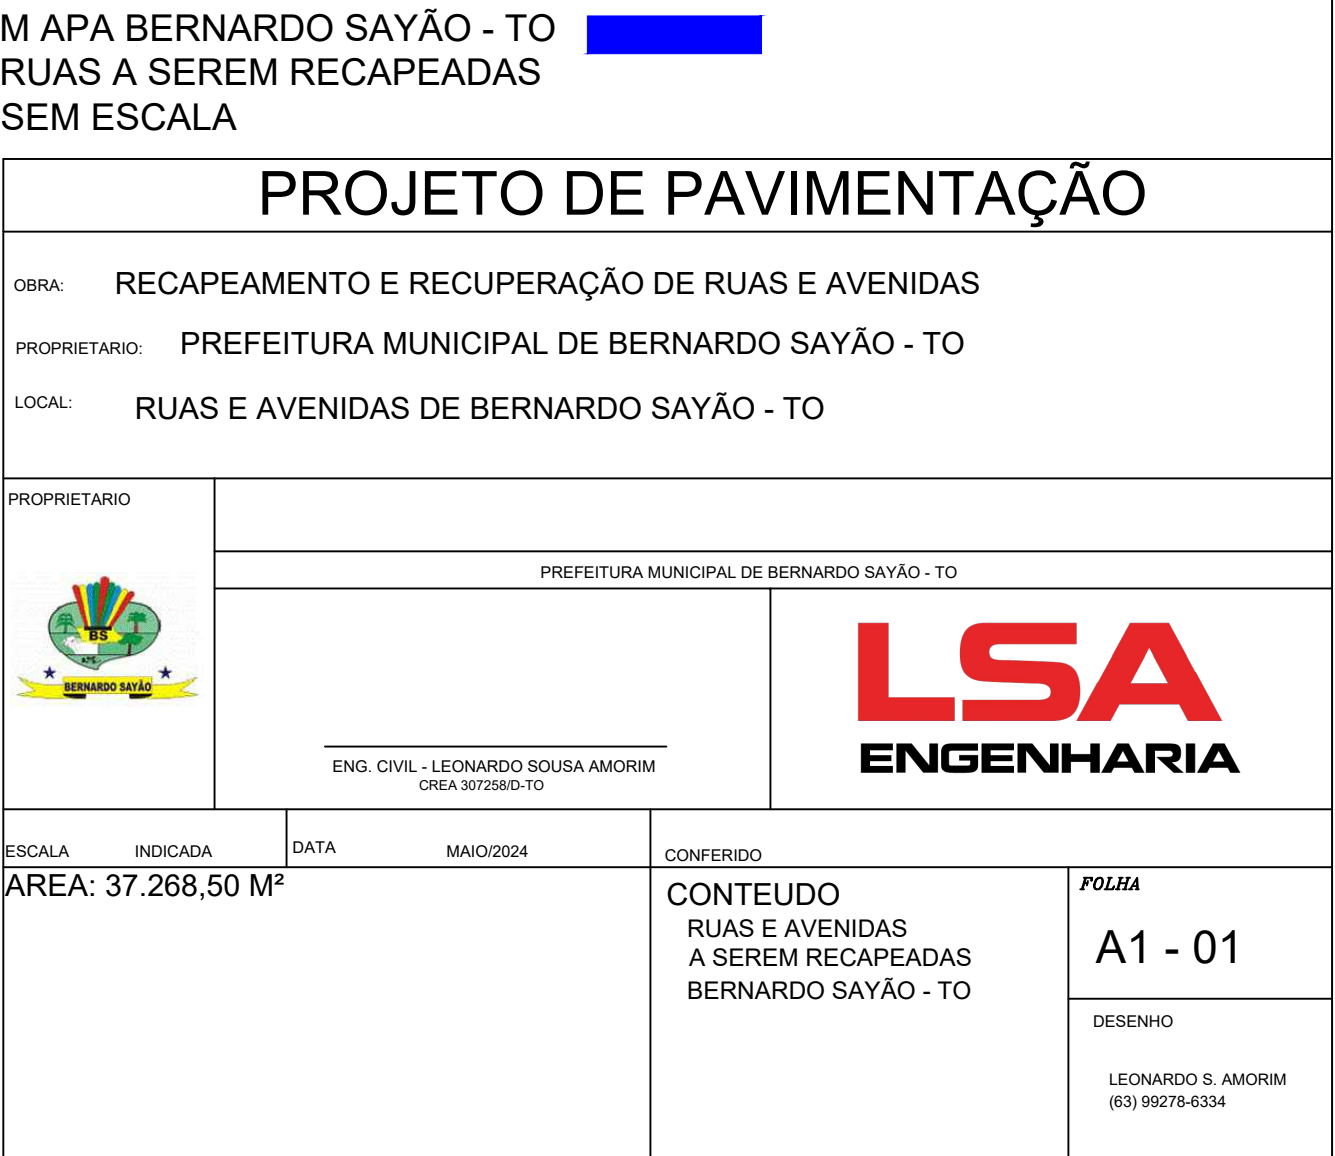 M APA BERNARDO SAYÃO - TO
RUAS A SEREM RECAPEADAS
SEM ESCALA
PROJETO DE PAVIMENTAÇÃO
OBRA: RECAPEAMENTO E RECUPERAÇÃO DE RUAS E AVENIDAS
PROPRIETARIO: PREFEITURA MUNICIPAL DE BERNARDO SAYÃO - TO
LOCAL: RUAS E AVENIDAS DE BERNARDO SAYÃO - TO
PROPRIETARIO
PREFEITURA MUNICIPAL DE BERNARDO SAYÃO - TO
BS
BERNARDO SAYÃO
ENG. CIVIL - LEONARDO SOUSA AMORIM
CREA 307258/D-TO
LSA
ENGENHARIA
ESCALA INDICADA
DATA MAIO/2024
CONFERIDO
AREA: 37.268,50 M²
CONTEUDO
RUAS E AVENIDAS
A SEREM RECAPEADAS
BERNARDO SAYÃO - TO
FOLHA
A1 - 01
DESENHO
LEONARDO S. AMORIM
(63) 99278-6334